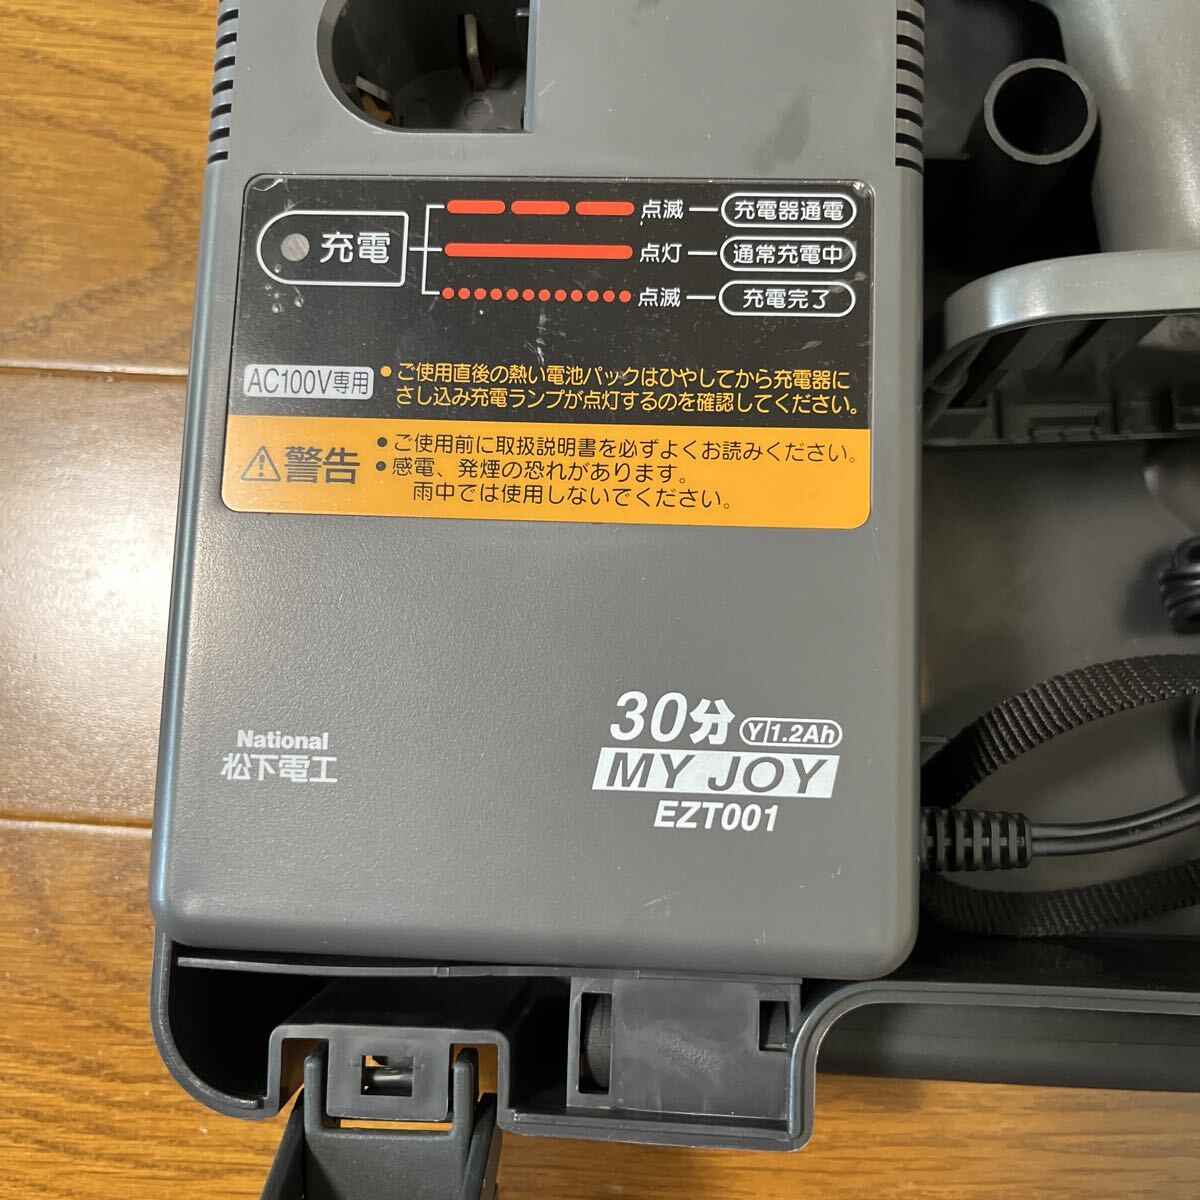 充電
点滅
充電器通電
点灯
通常充電中
点滅
充電完了
AC100V専用
●ご使用直後の熱い電池パックはひやしてから充電器に
さし込み充電ランプが点灯するのを確認してください。
⚠警告
●ご使用前に取扱説明書を必ずよくお読みください。
●感電、発煙の恐れがあります。
雨中では使用しないでください。
30分 Y 1.2Ah
MY JOY
EZT001
National
松下電工